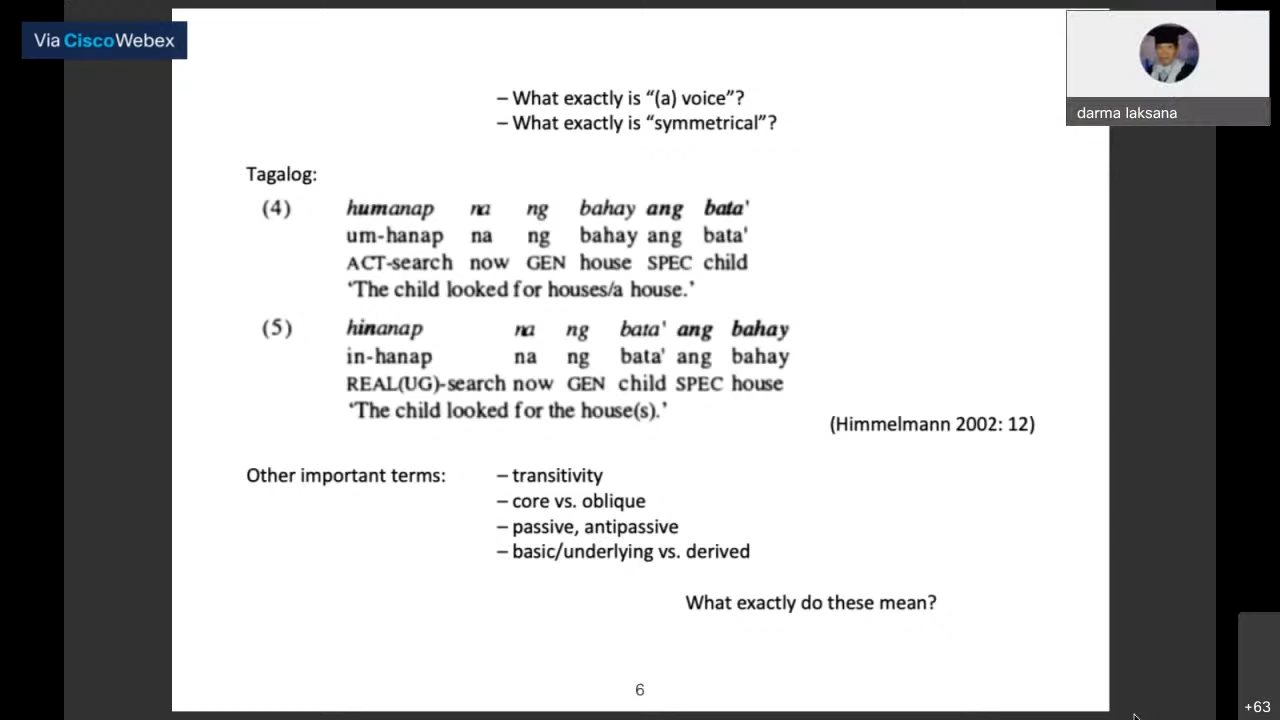 Via CiscoWebex
darma laksana
– What exactly is “(a) voice”?
– What exactly is “symmetrical”?
Tagalog:
(4) humanap na ng bahay ang bata'
um-hanap na ng bahay ang bata'
ACT-search now GEN house SPEC child
‘The child looked for houses/a house.’
(5) hinanap na ng bata' ang bahay
in-hanap na ng bata' ang bahay
REAL(UG)-search now GEN child SPEC house
‘The child looked for the house(s).’
(Himmelmann 2002: 12)
Other important terms: – transitivity
– core vs. oblique
– passive, antipassive
– basic/underlying vs. derived
What exactly do these mean?
6
+63